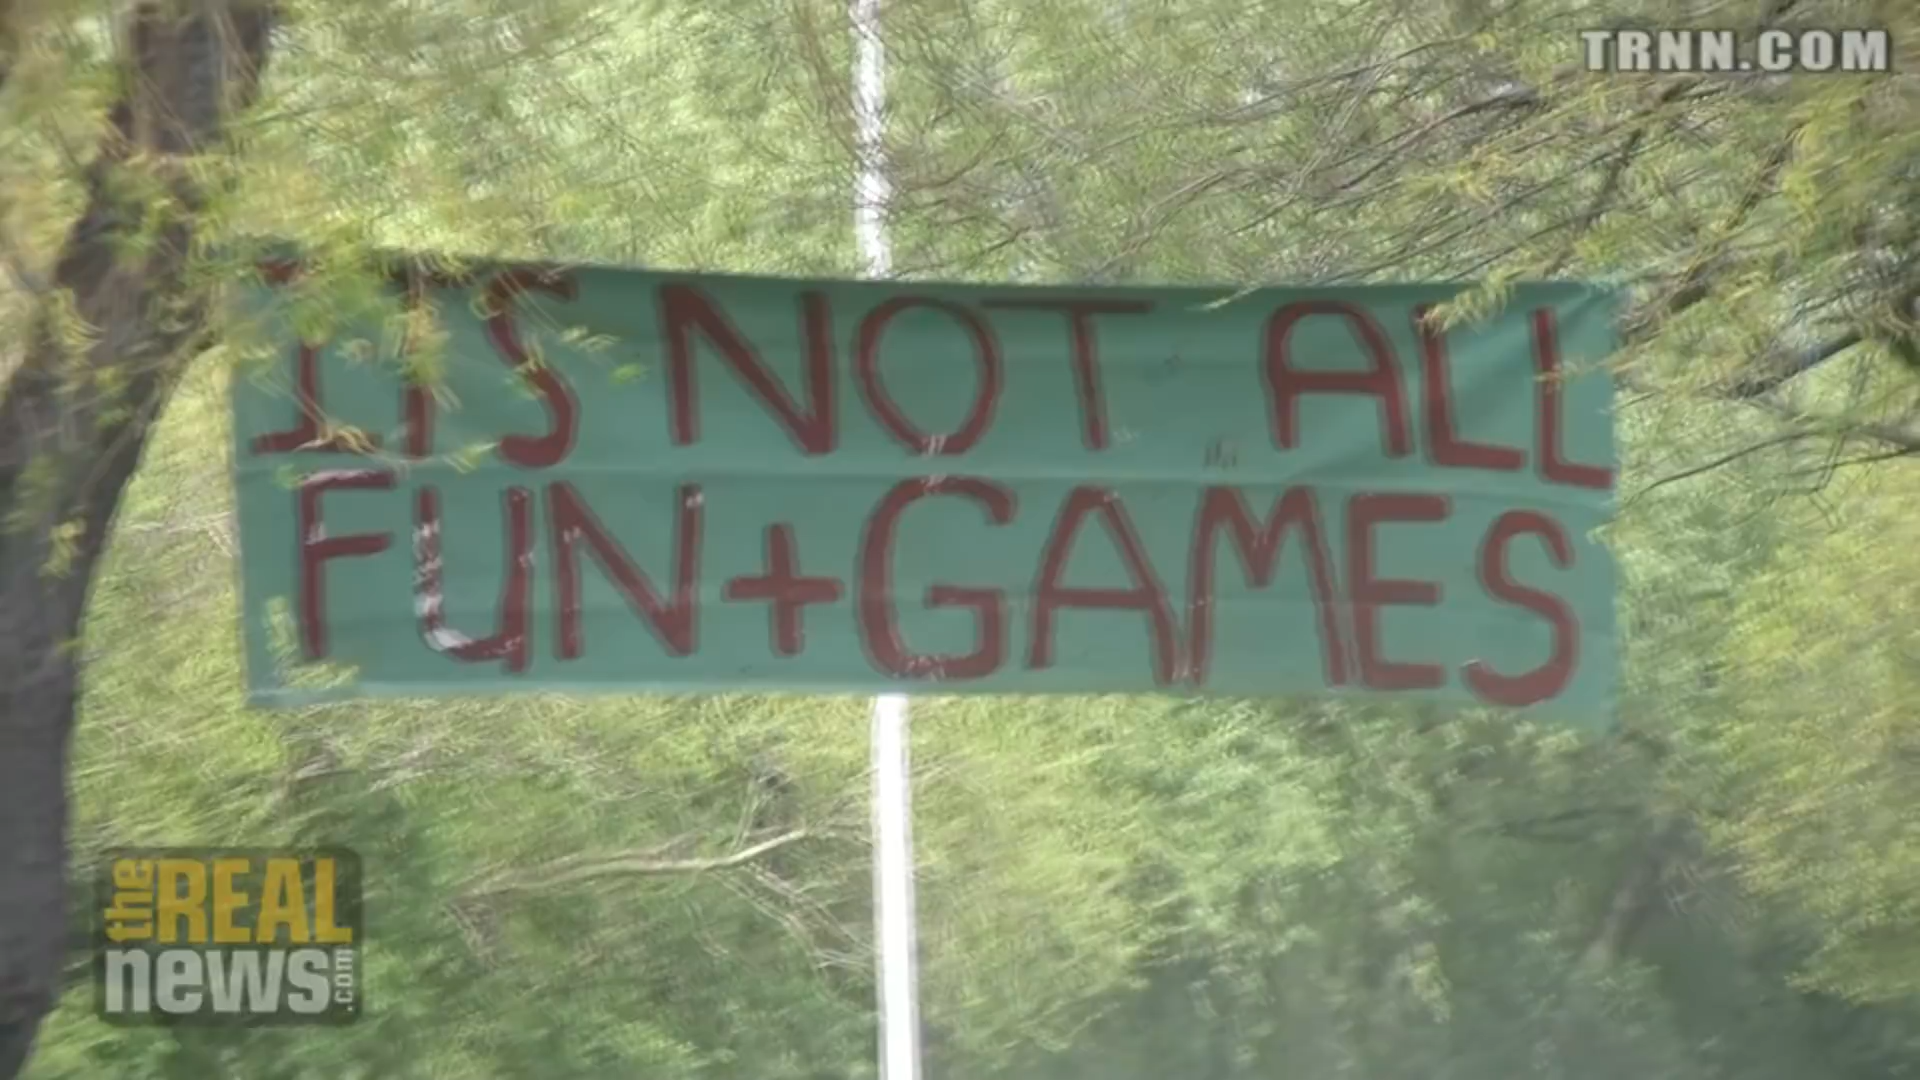 TRNN.COM
ITS NOT ALL
FUN+GAMES
the REAL
news.com